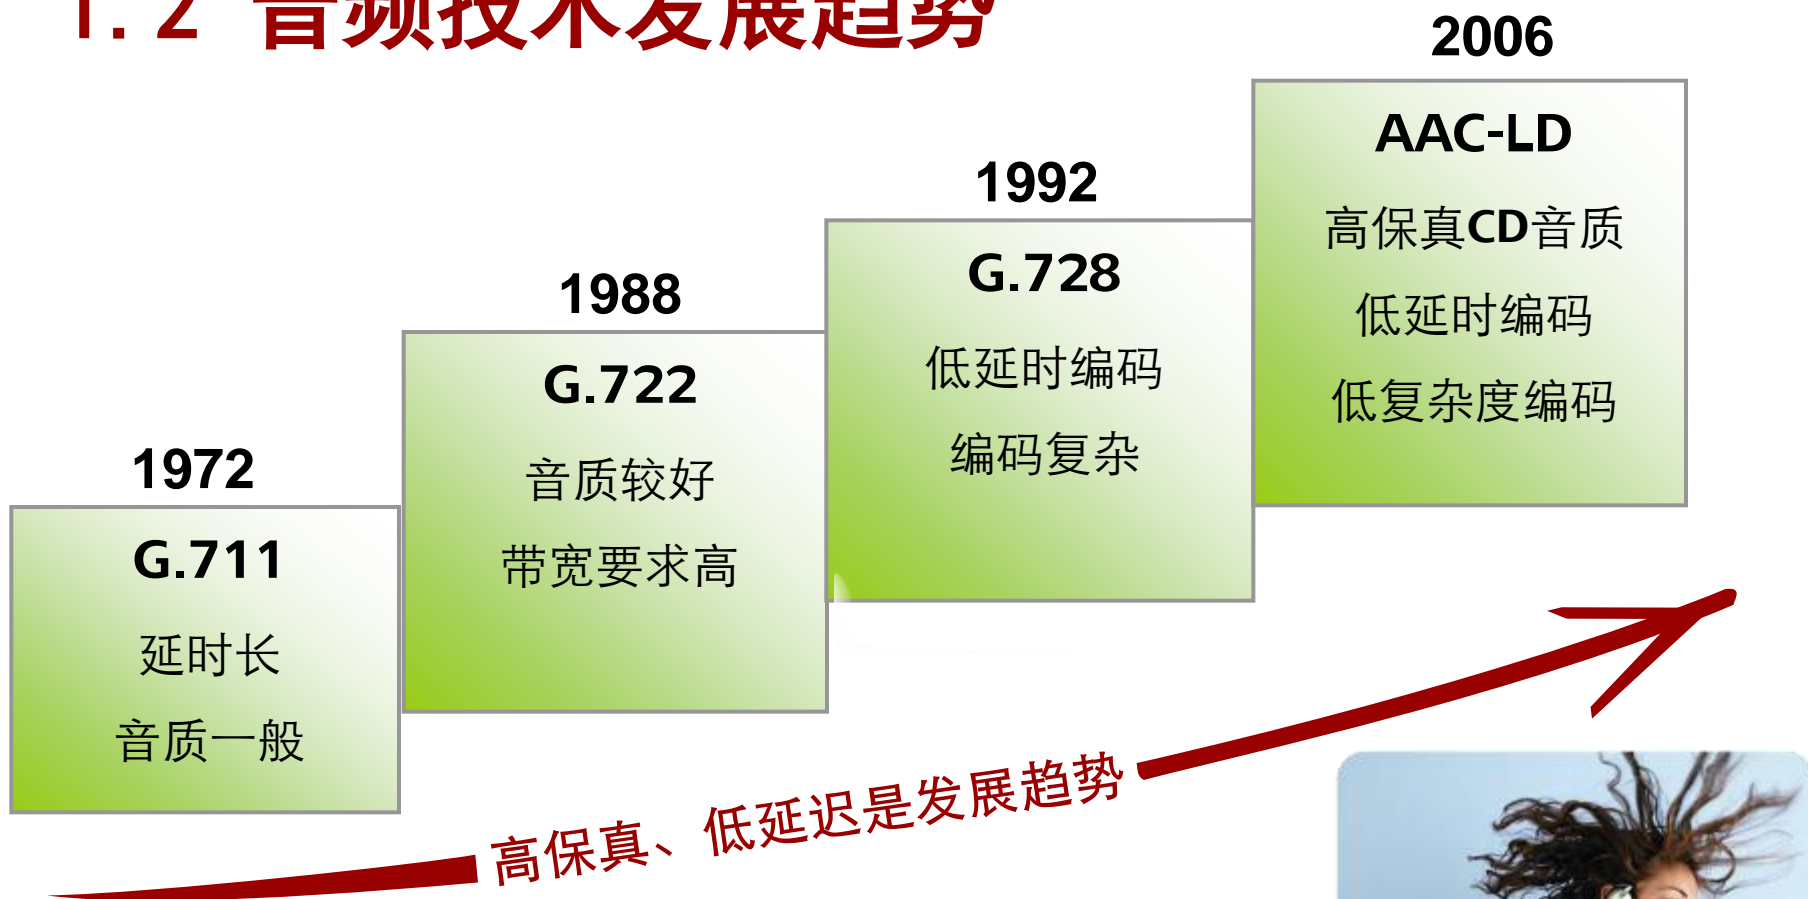 1.2 音频技术发展趋势
1972
G.711
延时长
音质一般
1988
G.722
音质较好
带宽要求高
1992
G.728
低延时编码
编码复杂
2006
AAC-LD
高保真CD音质
低延时编码
低复杂度编码
高保真、低延迟是发展趋势